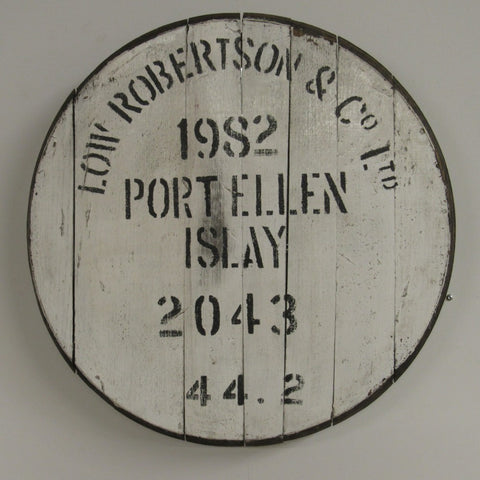 LOW ROBERTSON & Co LTD
1982
PORT ELLEN
ISLAY
2043
44.2